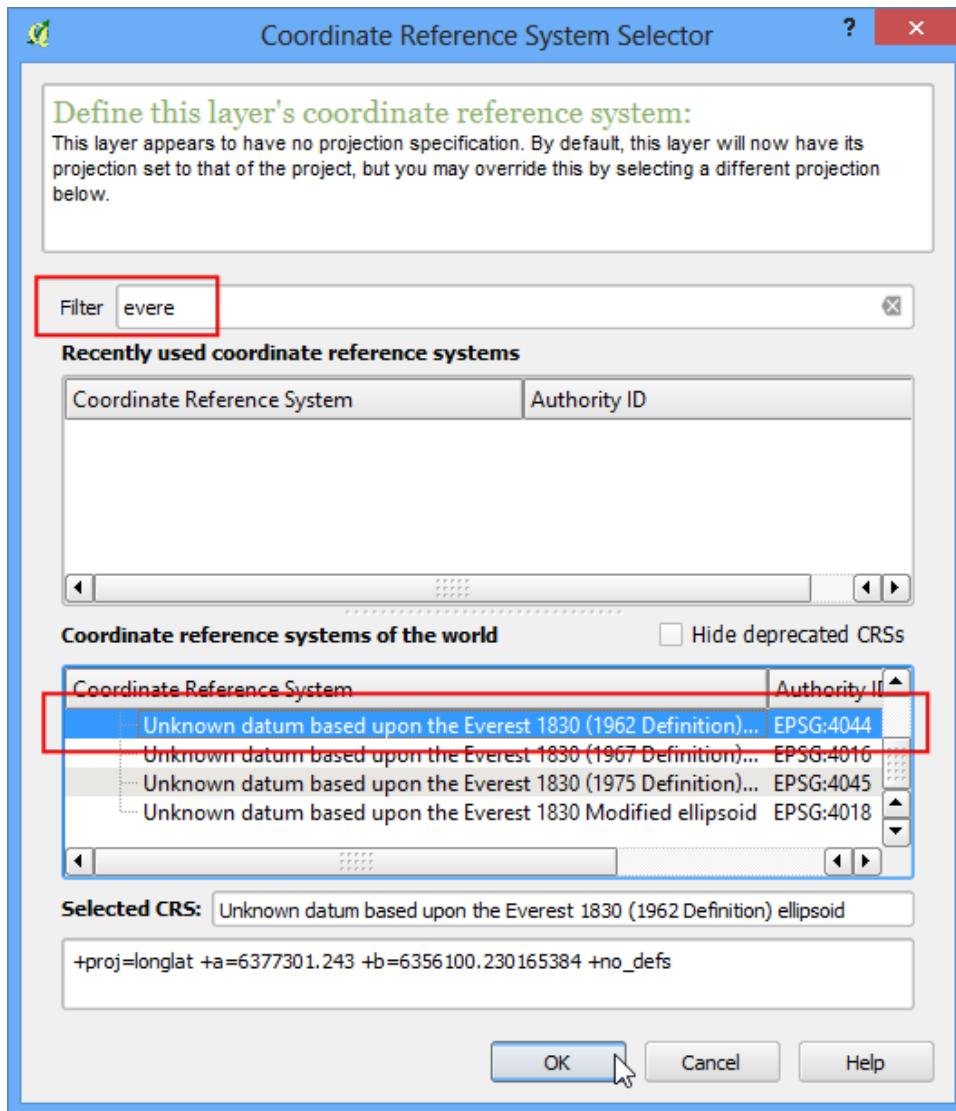 Coordinate Reference System Selector ?
Define this layer's coordinate reference system:
This layer appears to have no projection specification. By default, this layer will now have its
projection set to that of the project, but you may override this by selecting a different projection
below.
Filter evere
Recently used coordinate reference systems
Coordinate Reference System Authority ID
Coordinate reference systems of the world Hide deprecated CRSs
Coordinate Reference System Authority ID
Unknown datum based upon the Everest 1830 (1962 Definition)... EPSG:4044
Unknown datum based upon the Everest 1830 (1967 Definition)... EPSG:4016
Unknown datum based upon the Everest 1830 (1975 Definition)... EPSG:4045
Unknown datum based upon the Everest 1830 Modified ellipsoid EPSG:4018
Selected CRS: Unknown datum based upon the Everest 1830 (1962 Definition) ellipsoid
+proj=longlat +a=6377301.243 +b=6356100.230165384 +no_defs
OK Cancel Help